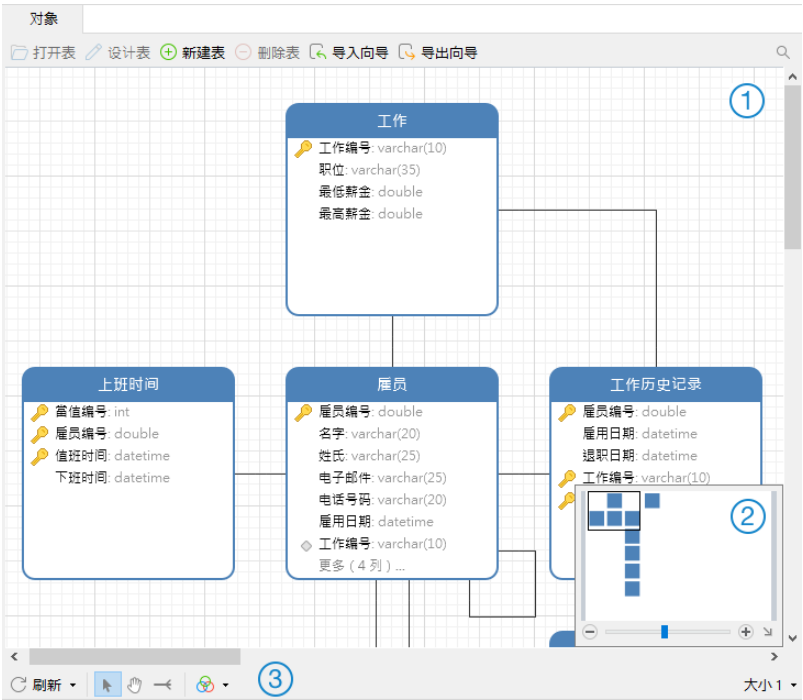 对象
打开表 设计表 新建表 删除表 导入向导 导出向导
①
工作
工作编号: varchar(10)
职位: varchar(35)
最低薪金: double
最高薪金: double
上班时间
當值编号: int
雇员编号: double
值班时间: datetime
下班时间: datetime
雇员
雇员编号: double
名字: varchar(20)
姓氏: varchar(25)
电子邮件: varchar(25)
电话号码: varchar(20)
雇用日期: datetime
工作编号: varchar(10)
更多 ( 4 列 ) ...
工作历史记录
雇员编号: double
雇用日期: datetime
退职日期: datetime
工作编号: varchar(10)
②
刷新
③
大小 1